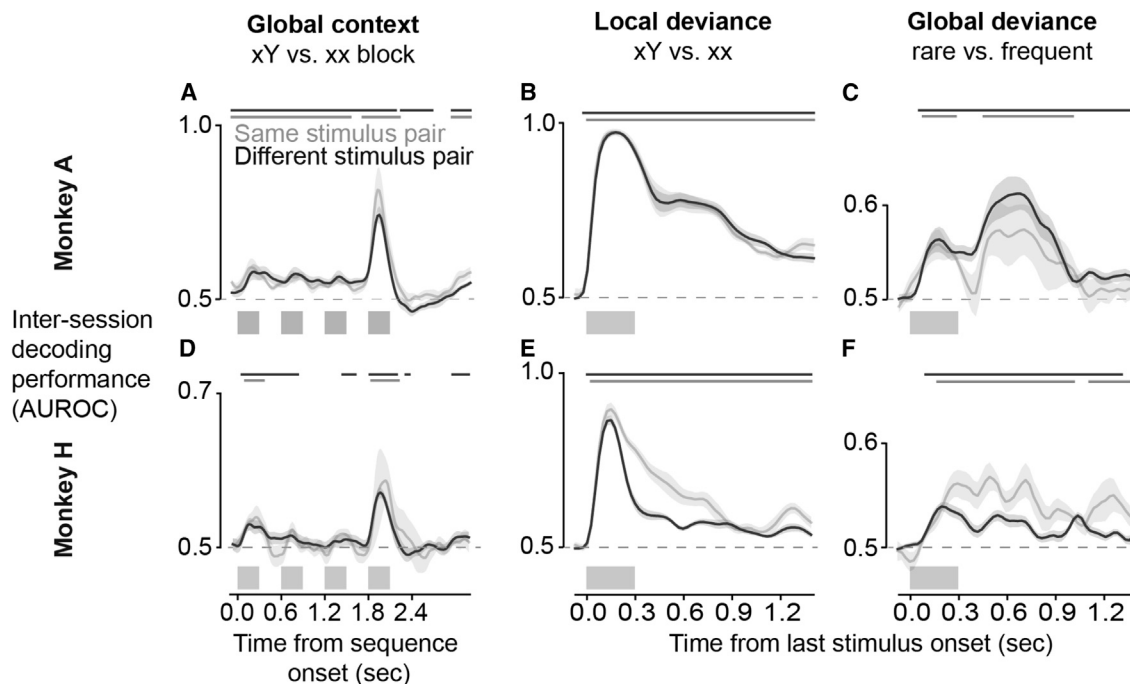 Global context
xY vs. xx block
Local deviance
xY vs. xx
Global deviance
rare vs. frequent
A
B
C
1.0
Same stimulus pair
Different stimulus pair
0.5
1.0
0.5
0.6
0.5
Monkey A
Inter-session
decoding
performance
(AUROC)
Monkey H
D
E
F
0.7
0.5
1.0
0.5
0.6
0.5
0.0 0.6 1.2 1.8 2.4
0.0 0.3 0.6 0.9 1.2
0.0 0.3 0.6 0.9 1.2
Time from sequence
onset (sec)
Time from last stimulus onset (sec)